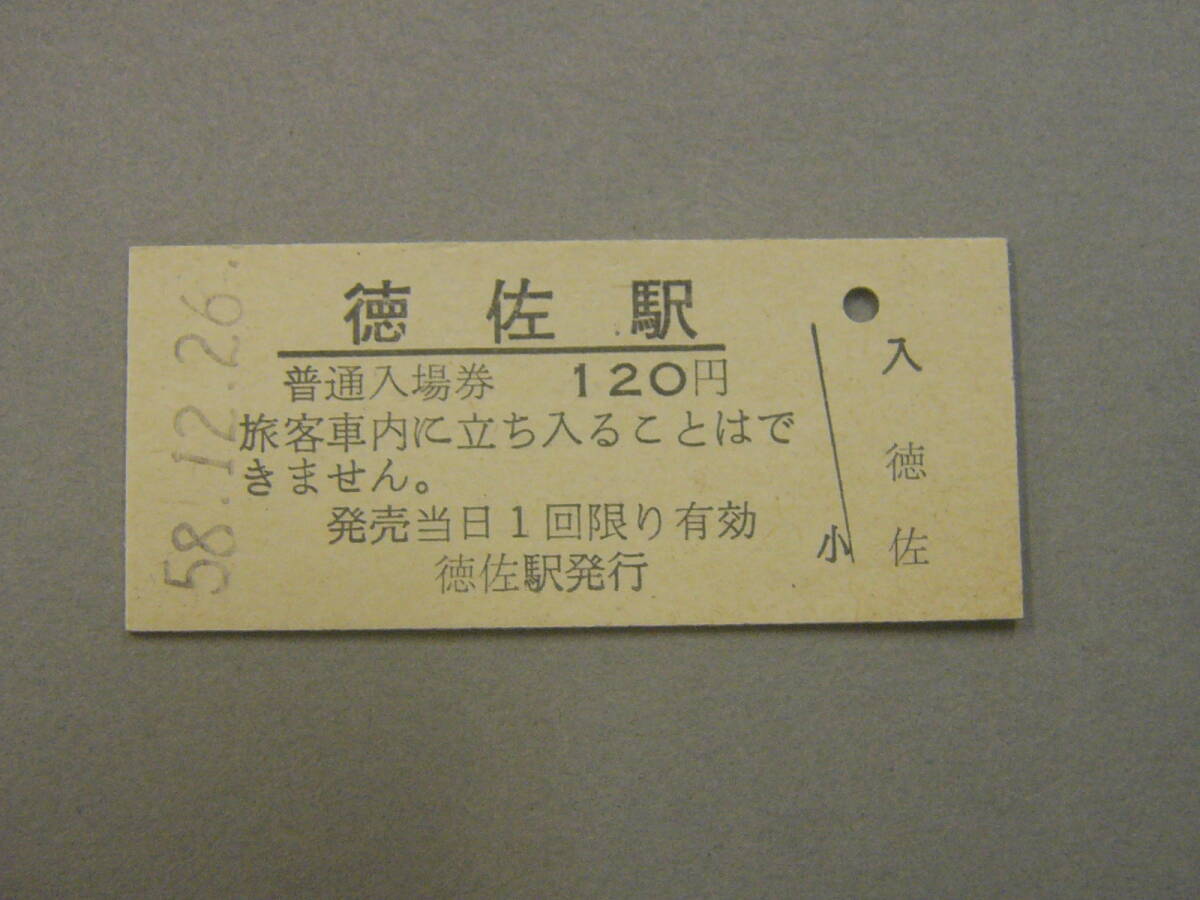 徳佐駅
普通入場券 120円
旅客車内に立ち入ることはで
きません。
発売当日1回限り有効
徳佐駅発行
58.12.26.
小
入
徳
佐